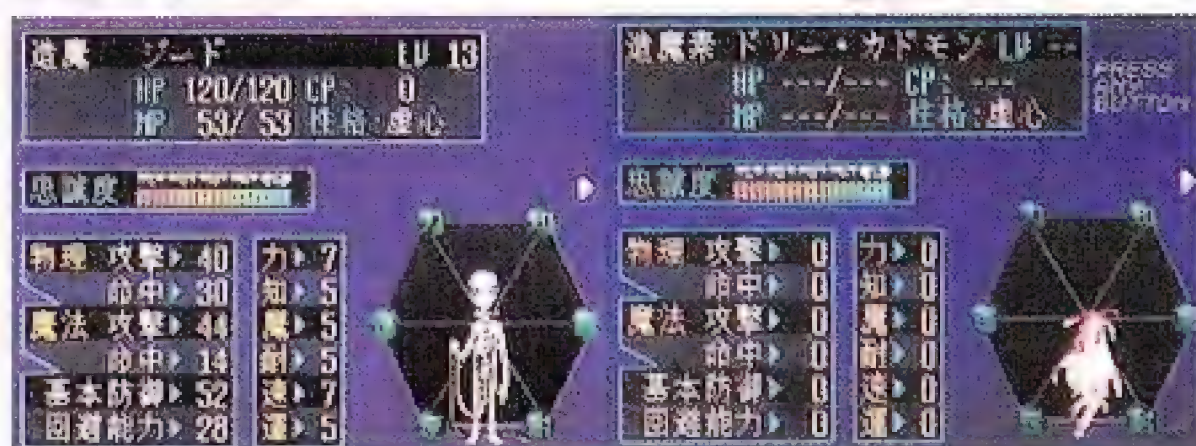 造魔 ジード LV 13
HP 120/120 CP: 0
MP 53/ 53 性格:虚心
忠誠度
物理 攻撃▶ 40
命中▶ 30
魔法 攻撃▶ 44
命中▶ 14
基本防御▶ 52
回避能力▶ 28
力▶ 7
知▶ 5
魔▶ 5
耐▶ 5
速▶ 7
運▶ 5
造魔素 ドリー・カドモン LV --
HP ---/--- CP: ---
MP ---/--- 性格:虚心
PRESS
ANY
BUTTON
忠誠度
物理 攻撃▶ 0
命中▶ 0
魔法 攻撃▶ 0
命中▶ 0
基本防御▶ 0
回避能力▶ 0
力▶ 0
知▶ 0
魔▶ 0
耐▶ 0
速▶ 0
運▶ 0